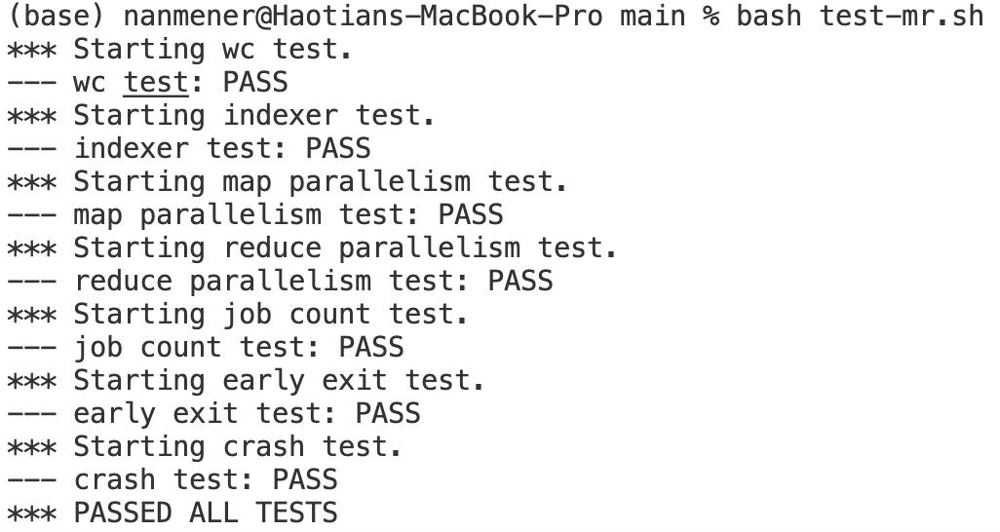 (base) nanmener@Haotians-MacBook-Pro main % bash test-mr.sh
*** Starting wc test.
--- wc test: PASS
*** Starting indexer test.
--- indexer test: PASS
*** Starting map parallelism test.
--- map parallelism test: PASS
*** Starting reduce parallelism test.
--- reduce parallelism test: PASS
*** Starting job count test.
--- job count test: PASS
*** Starting early exit test.
--- early exit test: PASS
*** Starting crash test.
--- crash test: PASS
*** PASSED ALL TESTS